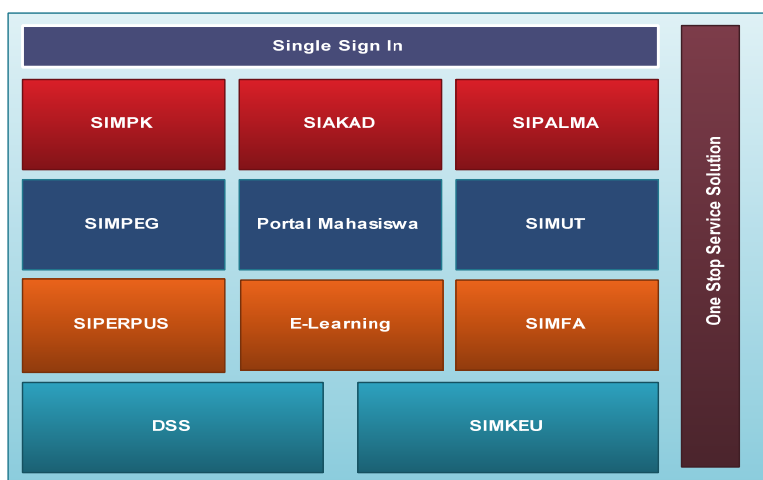 Single Sign In
SIMPK
SIAKAD
SIPALMA
SIMPEG
Portal Mahasiswa
SIMUT
SIPERPUS
E-Learning
SIMFA
DSS
SIMKEU
One Stop Service Solution